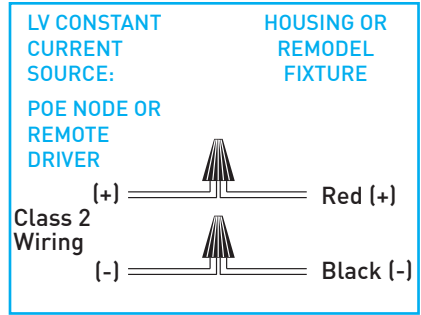 LV CONSTANT
CURRENT
SOURCE:
POE NODE OR
REMOTE
DRIVER
HOUSING OR
REMODEL
FIXTURE
(+)
Red (+)
Class 2
Wiring
(-)
Black (-)